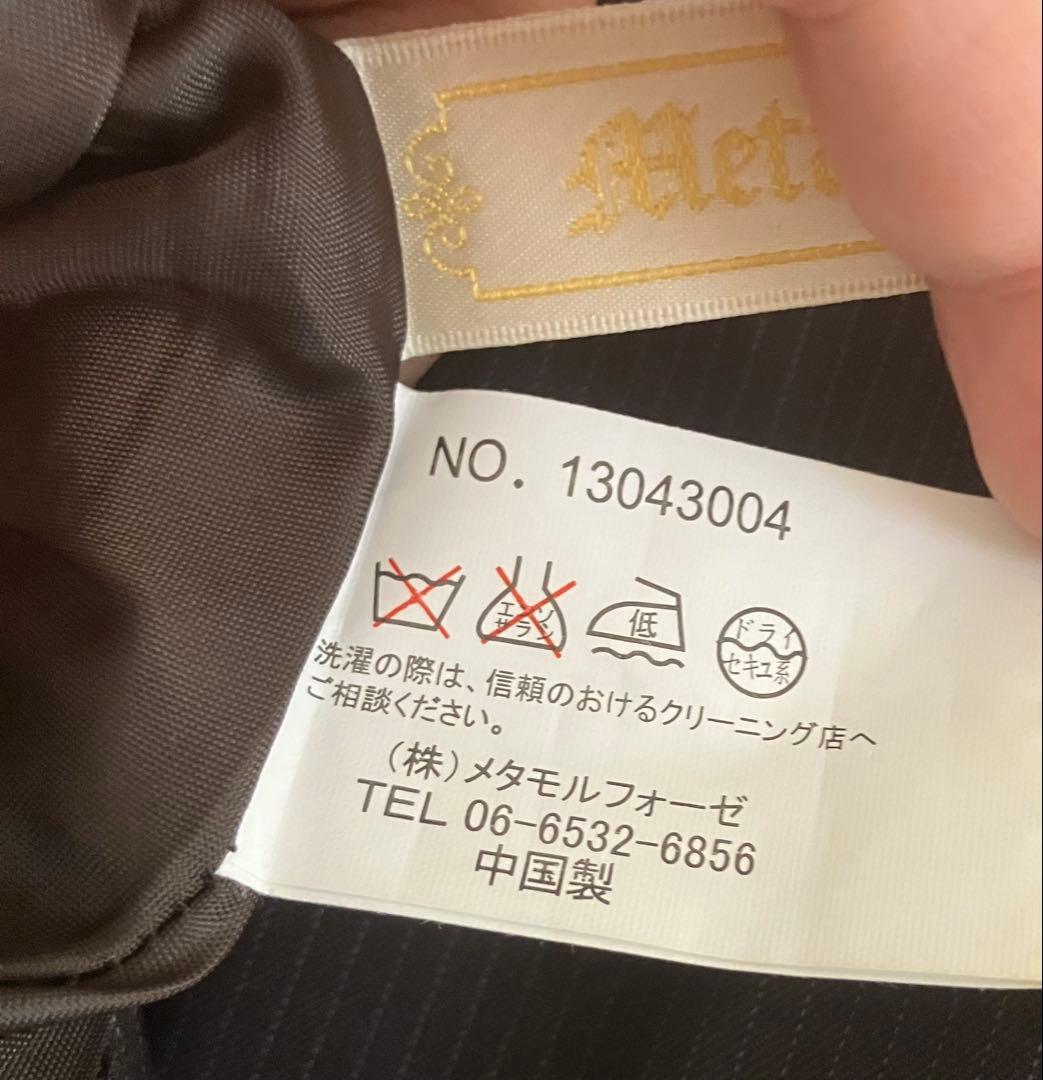 Meta
NO. 13043004
エンソ
サラシ
低
ドライ
セキユ系
洗濯の際は、信頼のおけるクリーニング店へ
ご相談ください。
(株)メタモルフォーゼ
TEL 06-6532-6856
中国製